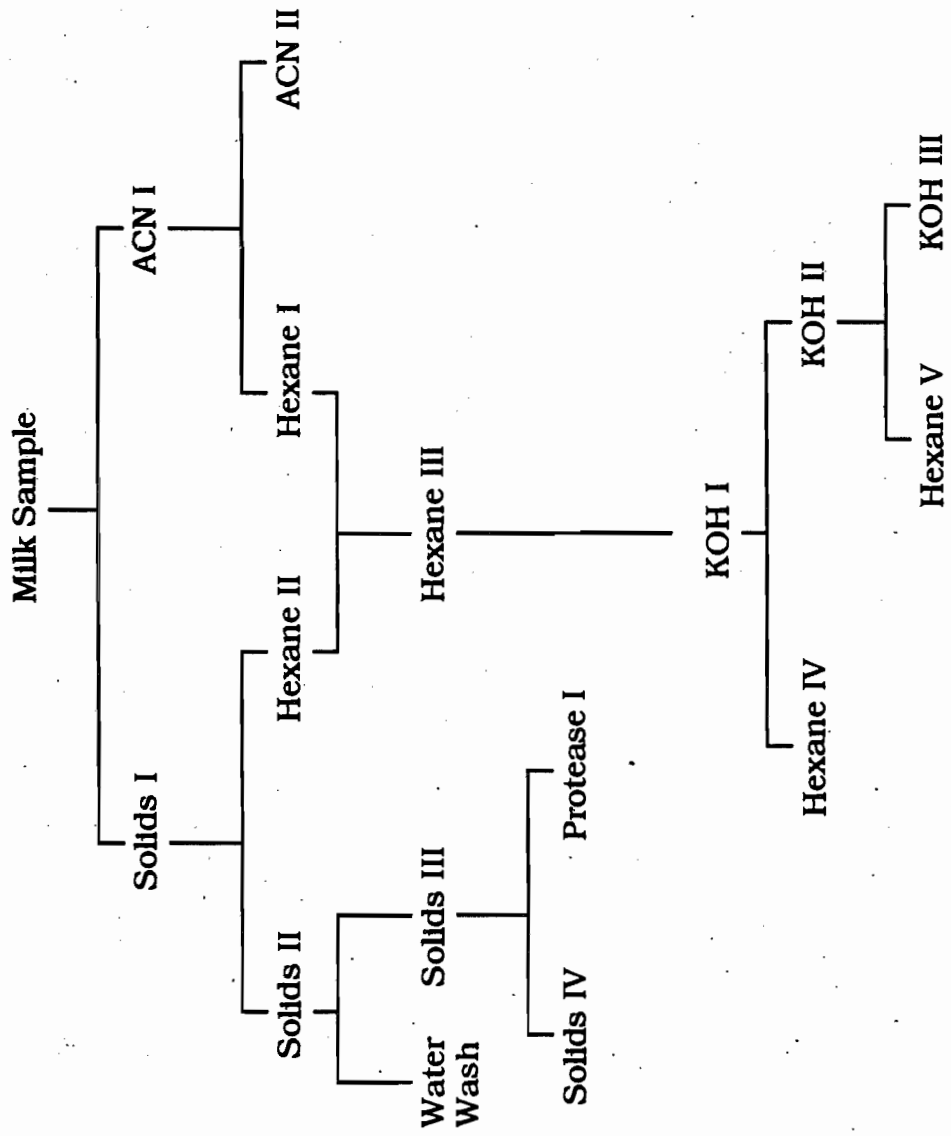 Milk Sample
Solids I
ACN I
Solids II
Hexane II
Hexane I
ACN II
Water
Wash
Solids III
Hexane III
Solids IV
Protease I
KOH I
Hexane IV
KOH II
Hexane V
KOH III